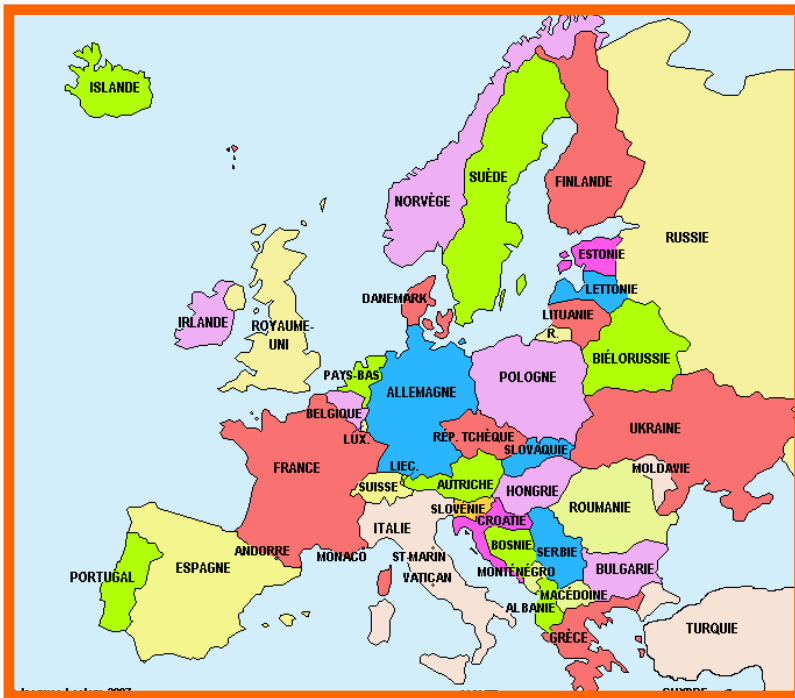 ISLANDE
SUÈDE
FINLANDE
NORVÈGE
RUSSIE
ESTONIE
LETTONIE
DANEMARK
LITUANIE
IRLANDE
ROYAUME-
UNI
R.
BIÉLORUSSIE
PAYS-BAS
POLOGNE
ALLEMAGNE
BELGIQUE
UKRAINE
LUX.
RÉP. TCHÈQUE
SLOVAQUIE
FRANCE
LIEC.
MOLDAVIE
SUISSE
AUTRICHE
HONGRIE
ROUMANIE
SLOVÉNIE
ITALIE
CROATIE
BOSNIE
SERBIE
ANDORRE
MONACO
ST-MARIN
ESPAGNE
BULGARIE
PORTUGAL
VATICAN
MONTÉNÉGRO
MACÉDOINE
ALBANIE
TURQUIE
GRÈCE